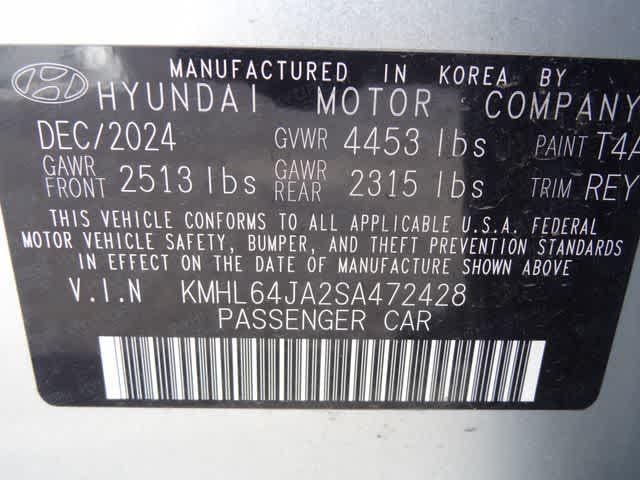 MANUFACTURED IN KOREA BY
HYUNDAI MOTOR COMPANY
DEC/2024 GVWR 4453 lbs PAINT T4A
GAWR FRONT 2513 lbs GAWR REAR 2315 lbs TRIM REY
THIS VEHICLE CONFORMS TO ALL APPLICABLE U.S.A. FEDERAL
MOTOR VEHICLE SAFETY, BUMPER, AND THEFT PREVENTION STANDARDS
IN EFFECT ON THE DATE OF MANUFACTURE SHOWN ABOVE
V.I.N KMHL64JA2SA472428
PASSENGER CAR